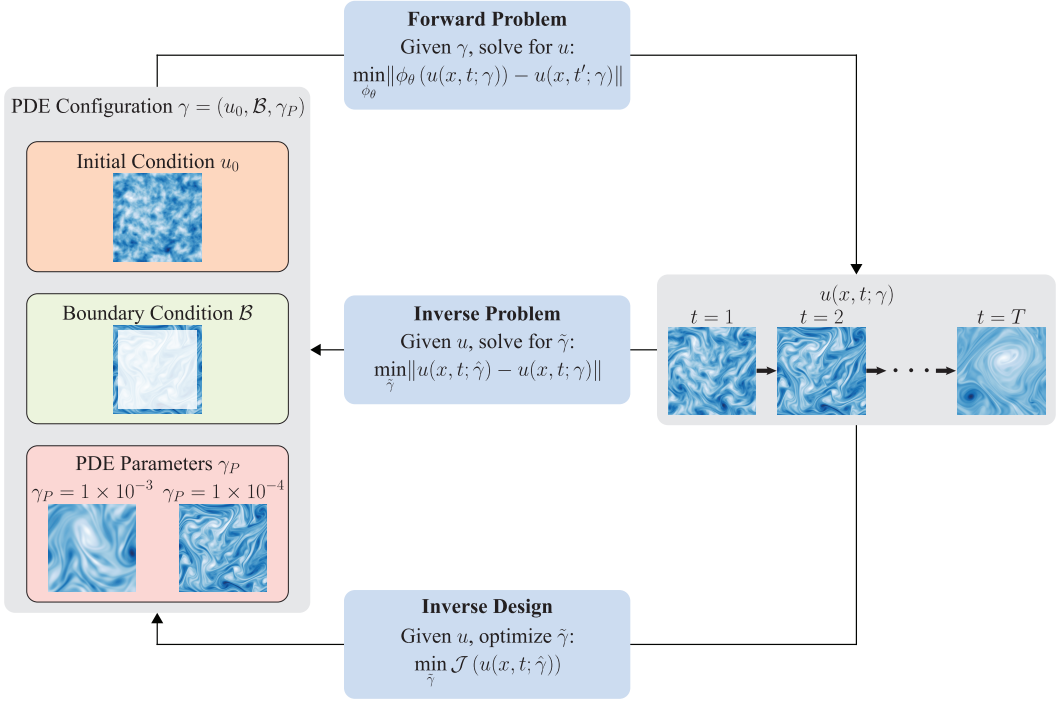 Forward Problem
Given γ, solve for u:
min_{ϕ_θ} ‖ϕ_θ (u(x, t; γ)) − u(x, t′; γ)‖
PDE Configuration γ = (u_0, ℬ, γ_P)
Initial Condition u_0
Boundary Condition ℬ
PDE Parameters γ_P
γ_P = 1 × 10^{−3} γ_P = 1 × 10^{−4}
Inverse Problem
Given u, solve for γ̃:
min_{γ̃} ‖u(x, t; γ̂) − u(x, t; γ)‖
u(x, t; γ)
t = 1 t = 2 · · · · t = T
Inverse Design
Given u, optimize γ̃:
min_{γ̃} 𝒥 (u(x, t; γ̂))